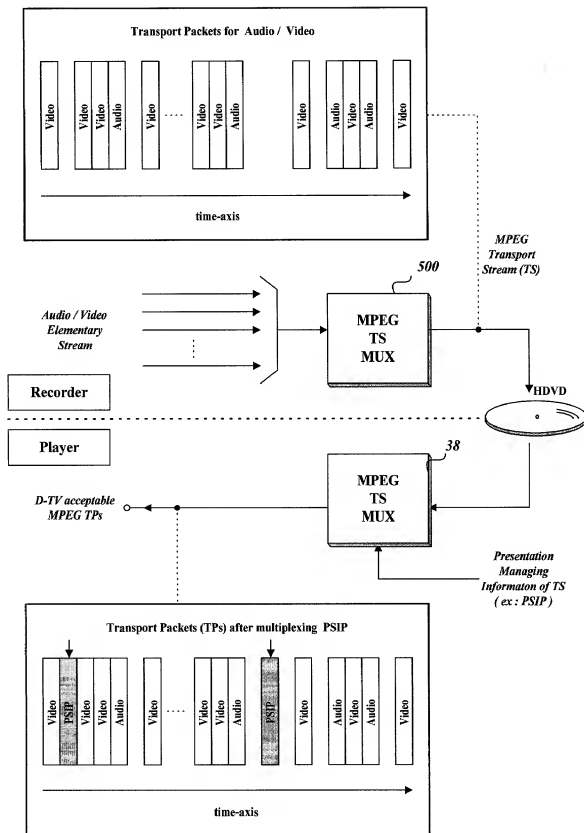 Transport Packets for Audio / Video
Video Video Video Audio Video Video Video Audio Video Audio Video Audio Video
time-axis
MPEG
Transport
Stream (TS)
500
Audio / Video
Elementary
Stream
MPEG
TS
MUX
HDVD
Recorder
Player
38
D-TV acceptable
MPEG TPs
MPEG
TS
MUX
Presentation
Managing
Informaton of TS
( ex : PSIP )
Transport Packets (TPs) after multiplexing PSIP
Video PSIP Video Video Audio Video Video Video Audio PSIP Video Audio Video Audio Video
time-axis